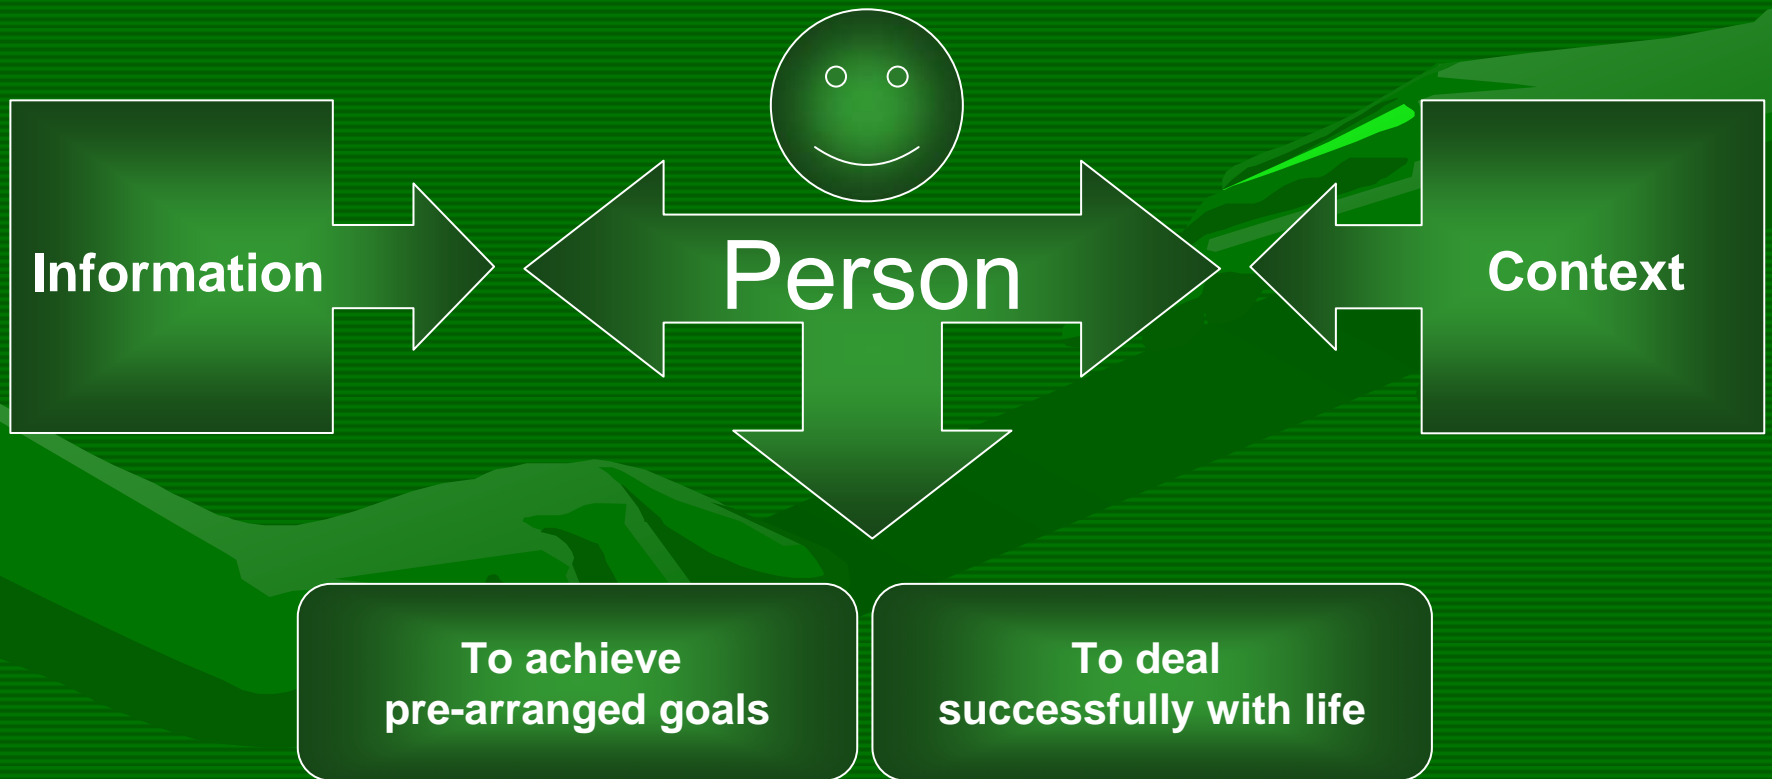 Information
Person
Context
To achieve
pre-arranged goals
To deal
successfully with life